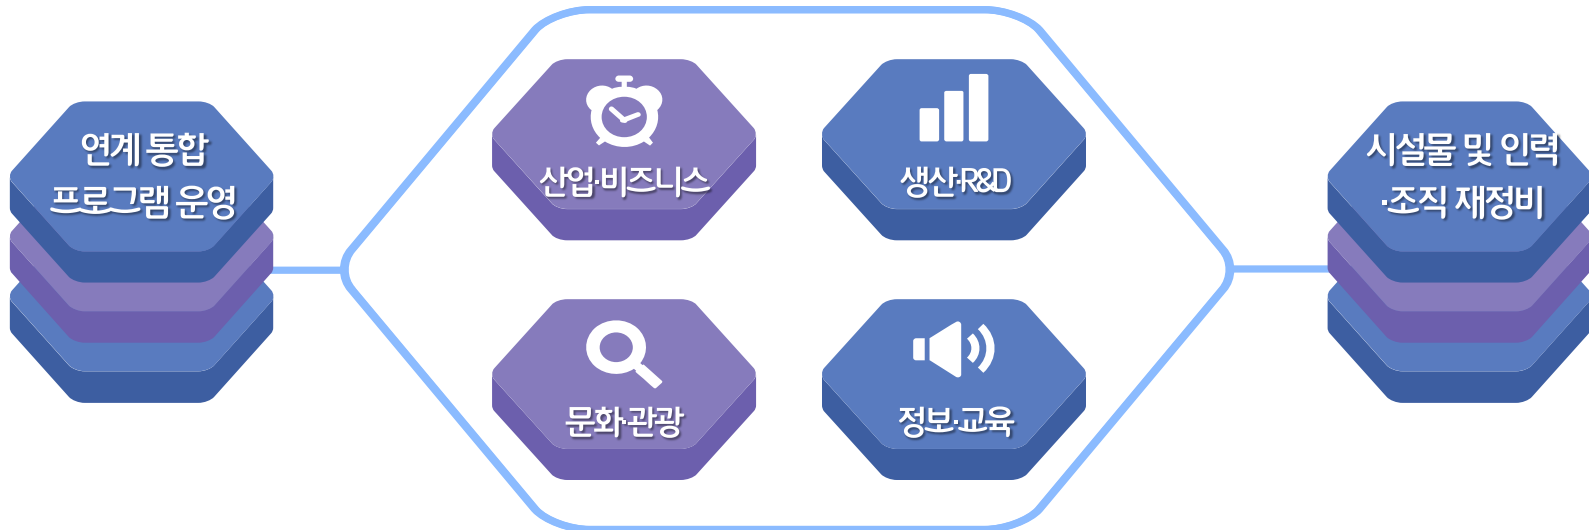 연계 통합
프로그램 운영
산업·비즈니스
생산·R&D
문화·관광
정보·교육
시설물 및 인력
·조직 재정비